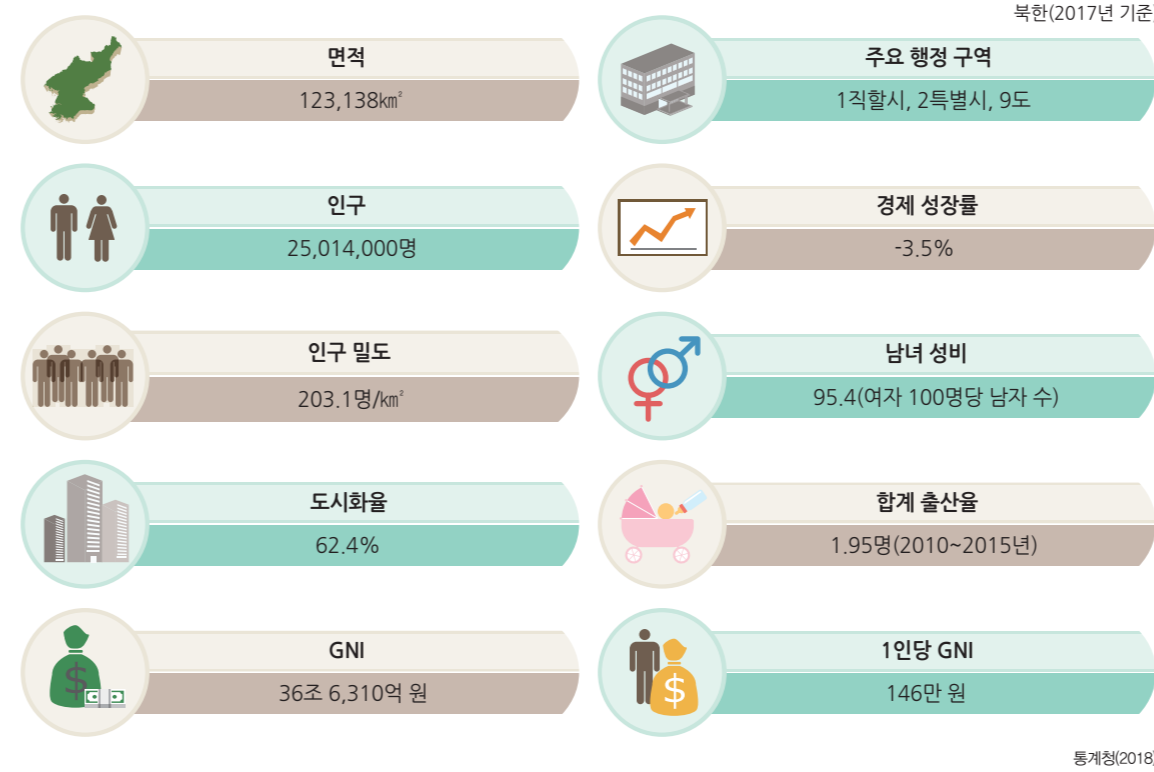 북한(2017년 기준)
면적
123,138㎢
주요 행정 구역
1직할시, 2특별시, 9도
인구
25,014,000명
경제 성장률
-3.5%
인구 밀도
203.1명/㎢
남녀 성비
95.4(여자 100명당 남자 수)
도시화율
62.4%
합계 출산율
1.95명(2010~2015년)
GNI
36조 6,310억 원
1인당 GNI
146만 원
통계청(2018)